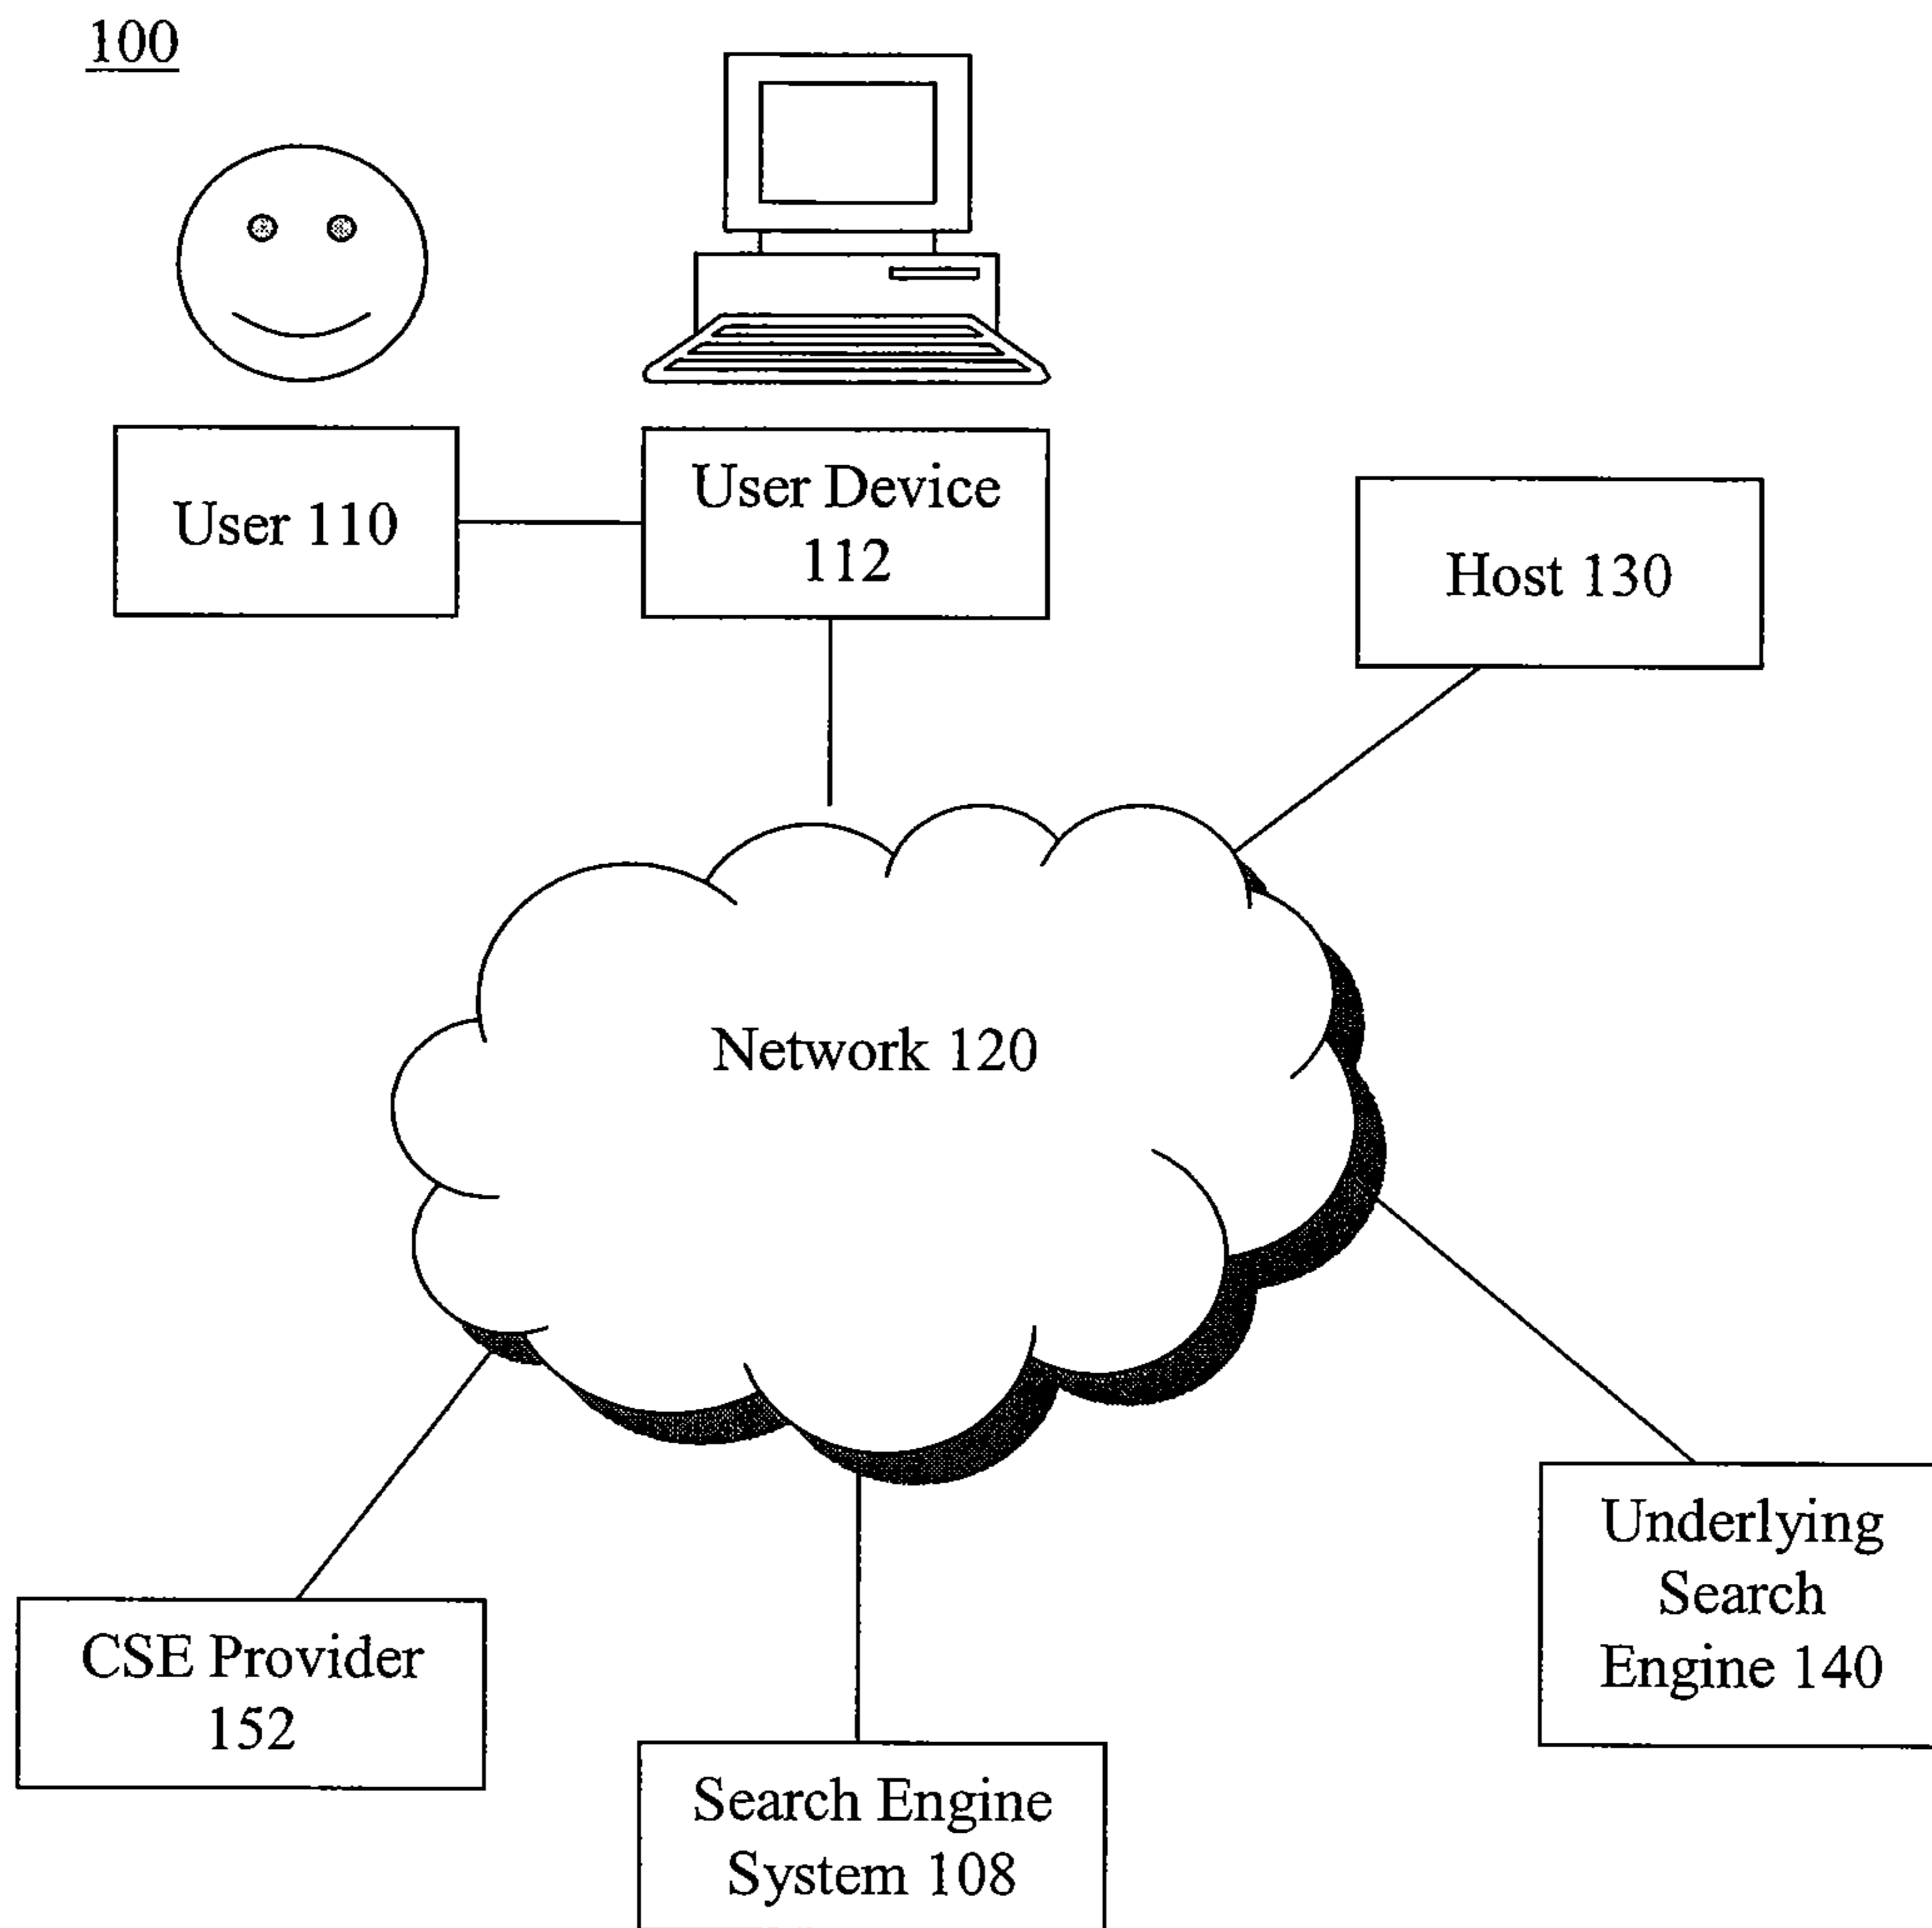 100
User 110
User Device
112
Host 130
Network 120
CSE Provider
152
Search Engine
System 108
Underlying
Search
Engine 140